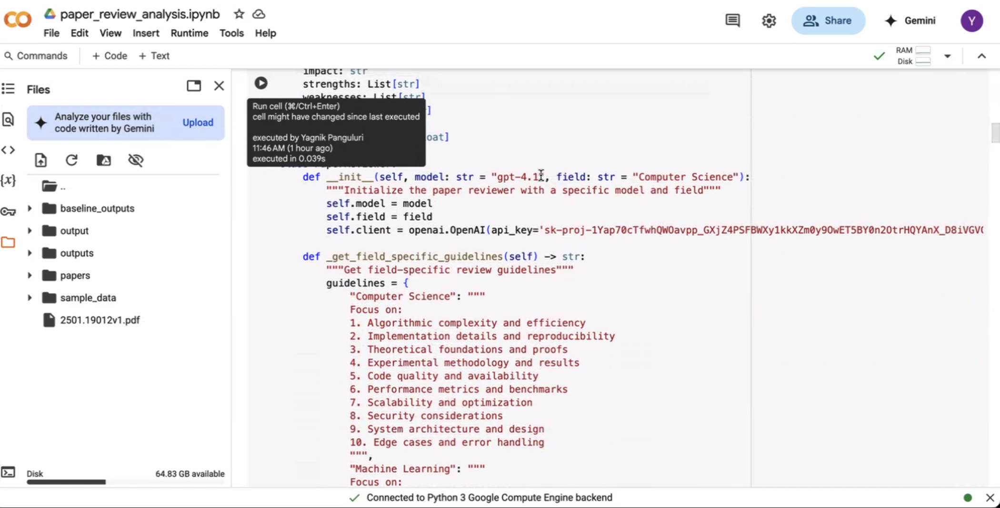 paper_review_analysis.ipynb
File Edit View Insert Runtime Tools Help
Share
Gemini
Y
Commands + Code + Text
RAM
Disk
Files
Analyze your files with
code written by Gemini
Upload
..
baseline_outputs
output
outputs
papers
sample_data
2501.19012v1.pdf
Disk 64.83 GB available
impact: str
strengths: List[str]
weaknesses: List[str]
]
Run cell (⌘/Ctrl+Enter)
cell might have changed since last executed
executed by Yagnik Panguluri
11:46 AM (1 hour ago)
executed in 0.039s
oat]
def __init__(self, model: str = "gpt-4.1", field: str = "Computer Science"):
"""Initialize the paper reviewer with a specific model and field"""
self.model = model
self.field = field
self.client = openai.OpenAI(api_key='sk-proj-1Yap70cTfwhQWOavpp_GXjZ4PSFBWXy1kkXZm0y9OwET5BY0n2OtrHQYAnX_D8iVGV
def _get_field_specific_guidelines(self) -> str:
"""Get field-specific review guidelines"""
guidelines = {
"Computer Science": """
Focus on:
1. Algorithmic complexity and efficiency
2. Implementation details and reproducibility
3. Theoretical foundations and proofs
4. Experimental methodology and results
5. Code quality and availability
6. Performance metrics and benchmarks
7. Scalability and optimization
8. Security considerations
9. System architecture and design
10. Edge cases and error handling
""",
"Machine Learning": """
Focus on:
Connected to Python 3 Google Compute Engine backend